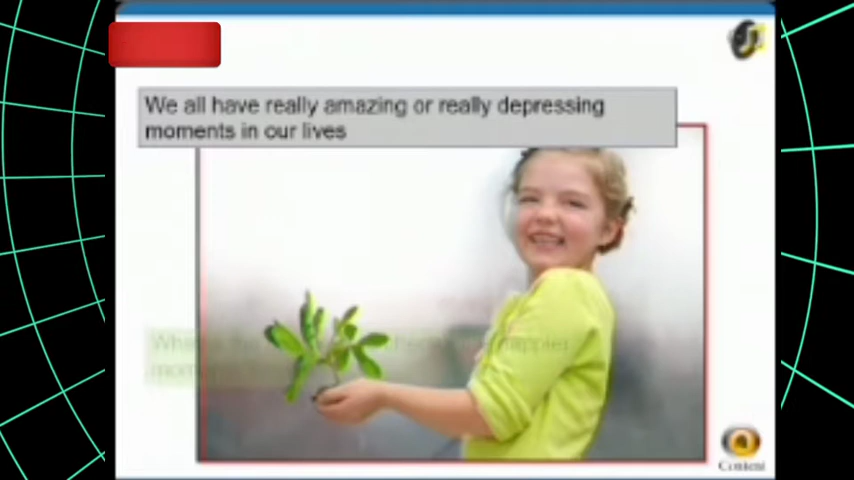 We all have really amazing or really depressing
moments in our lives
Content